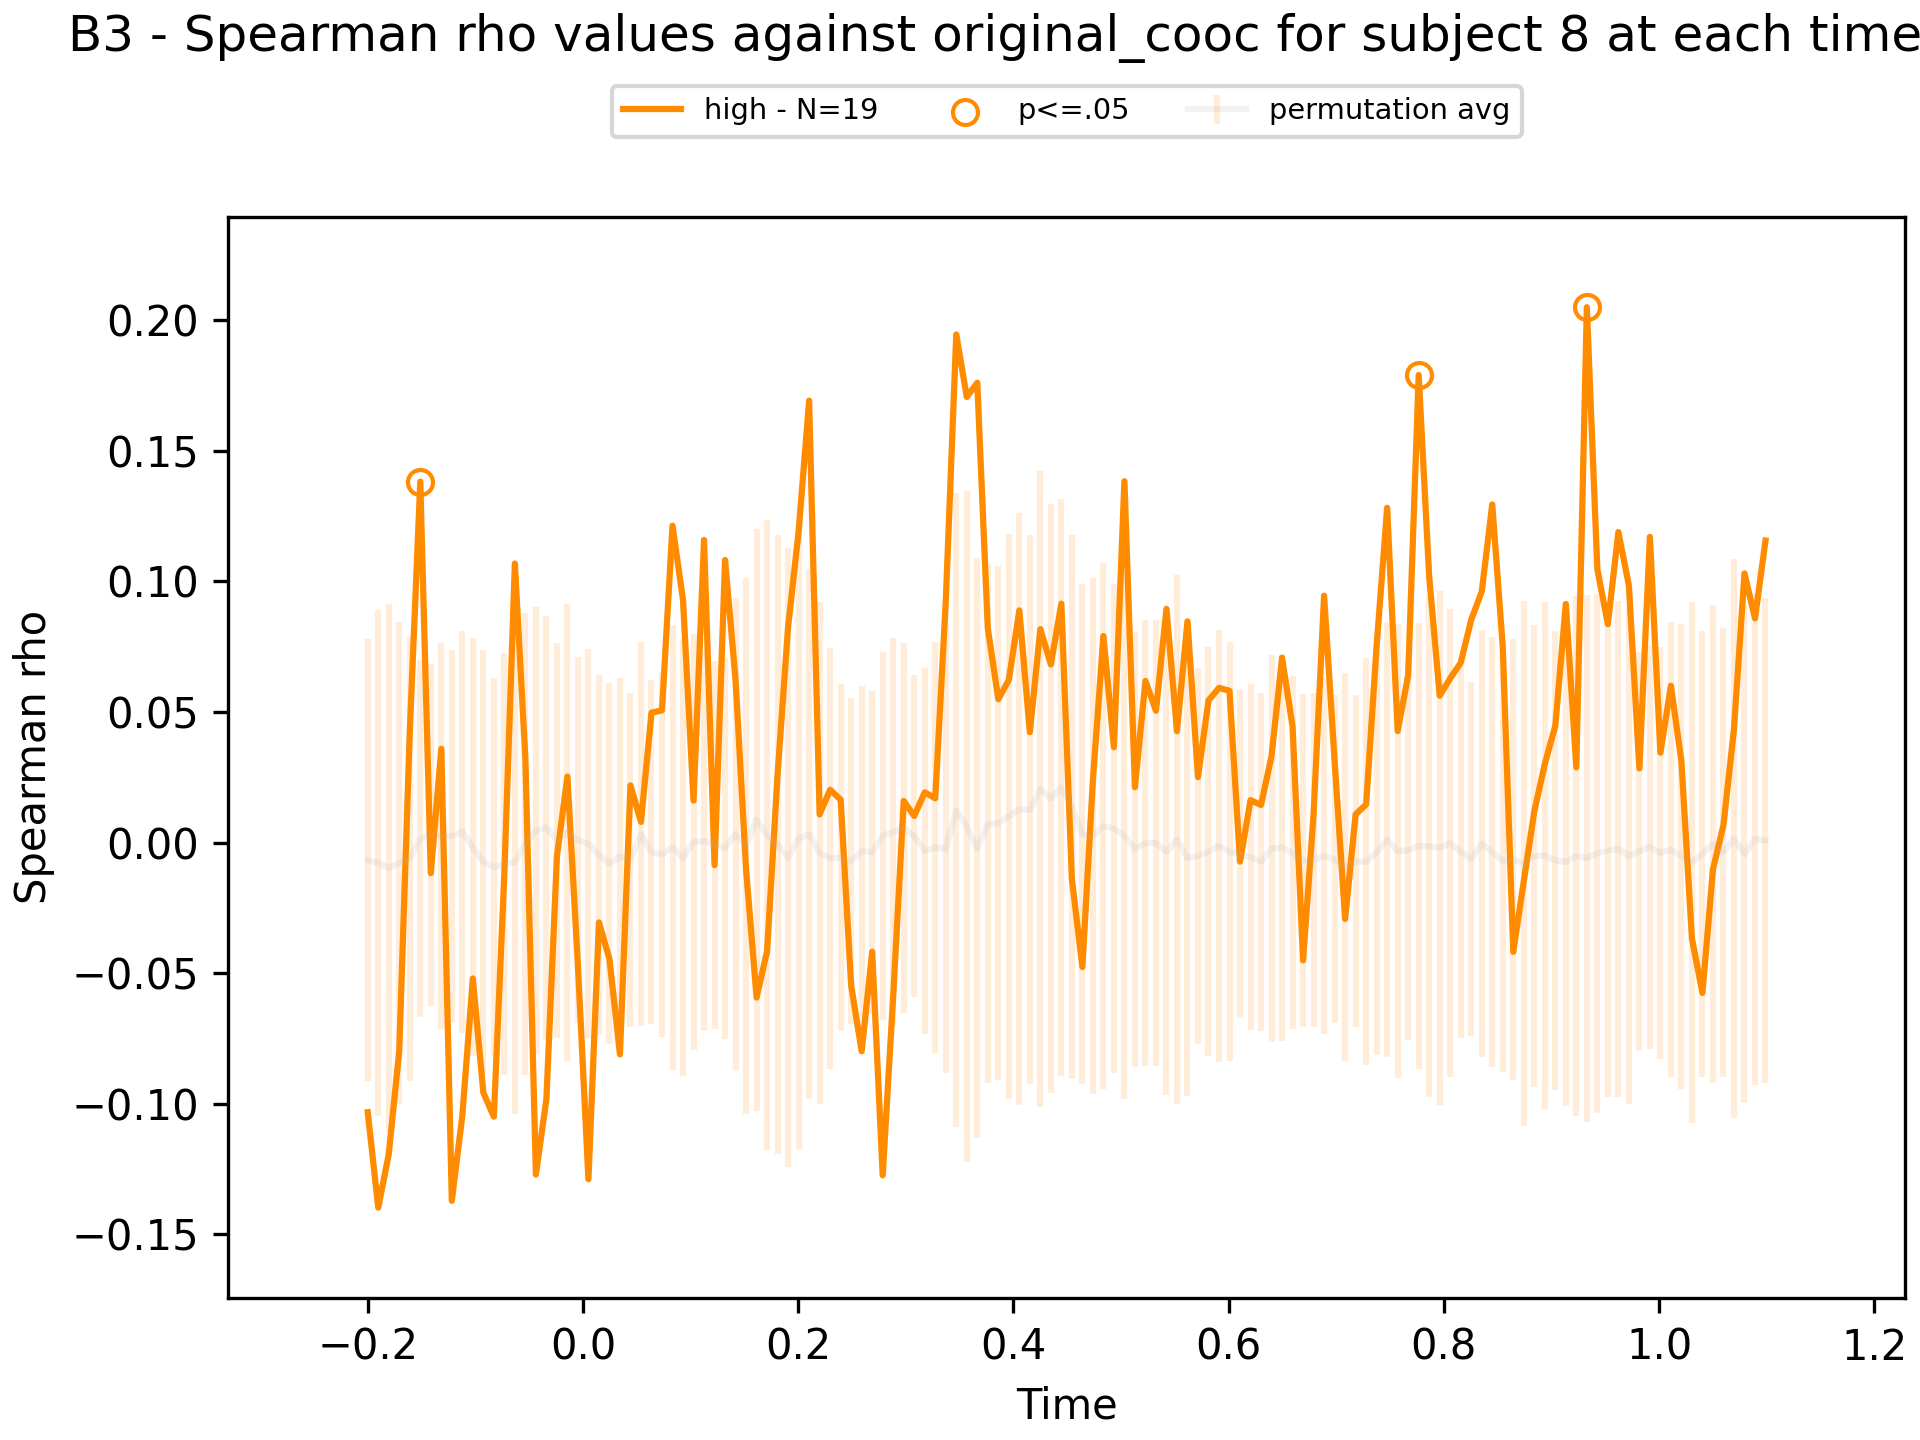 B3 - Spearman rho values against original_cooc for subject 8 at each time
high - N=19 p<=.05 permutation avg
0.20
0.15
0.10
0.05
0.00
−0.05
−0.10
−0.15
Spearman rho
−0.2 0.0 0.2 0.4 0.6 0.8 1.0 1.2
Time